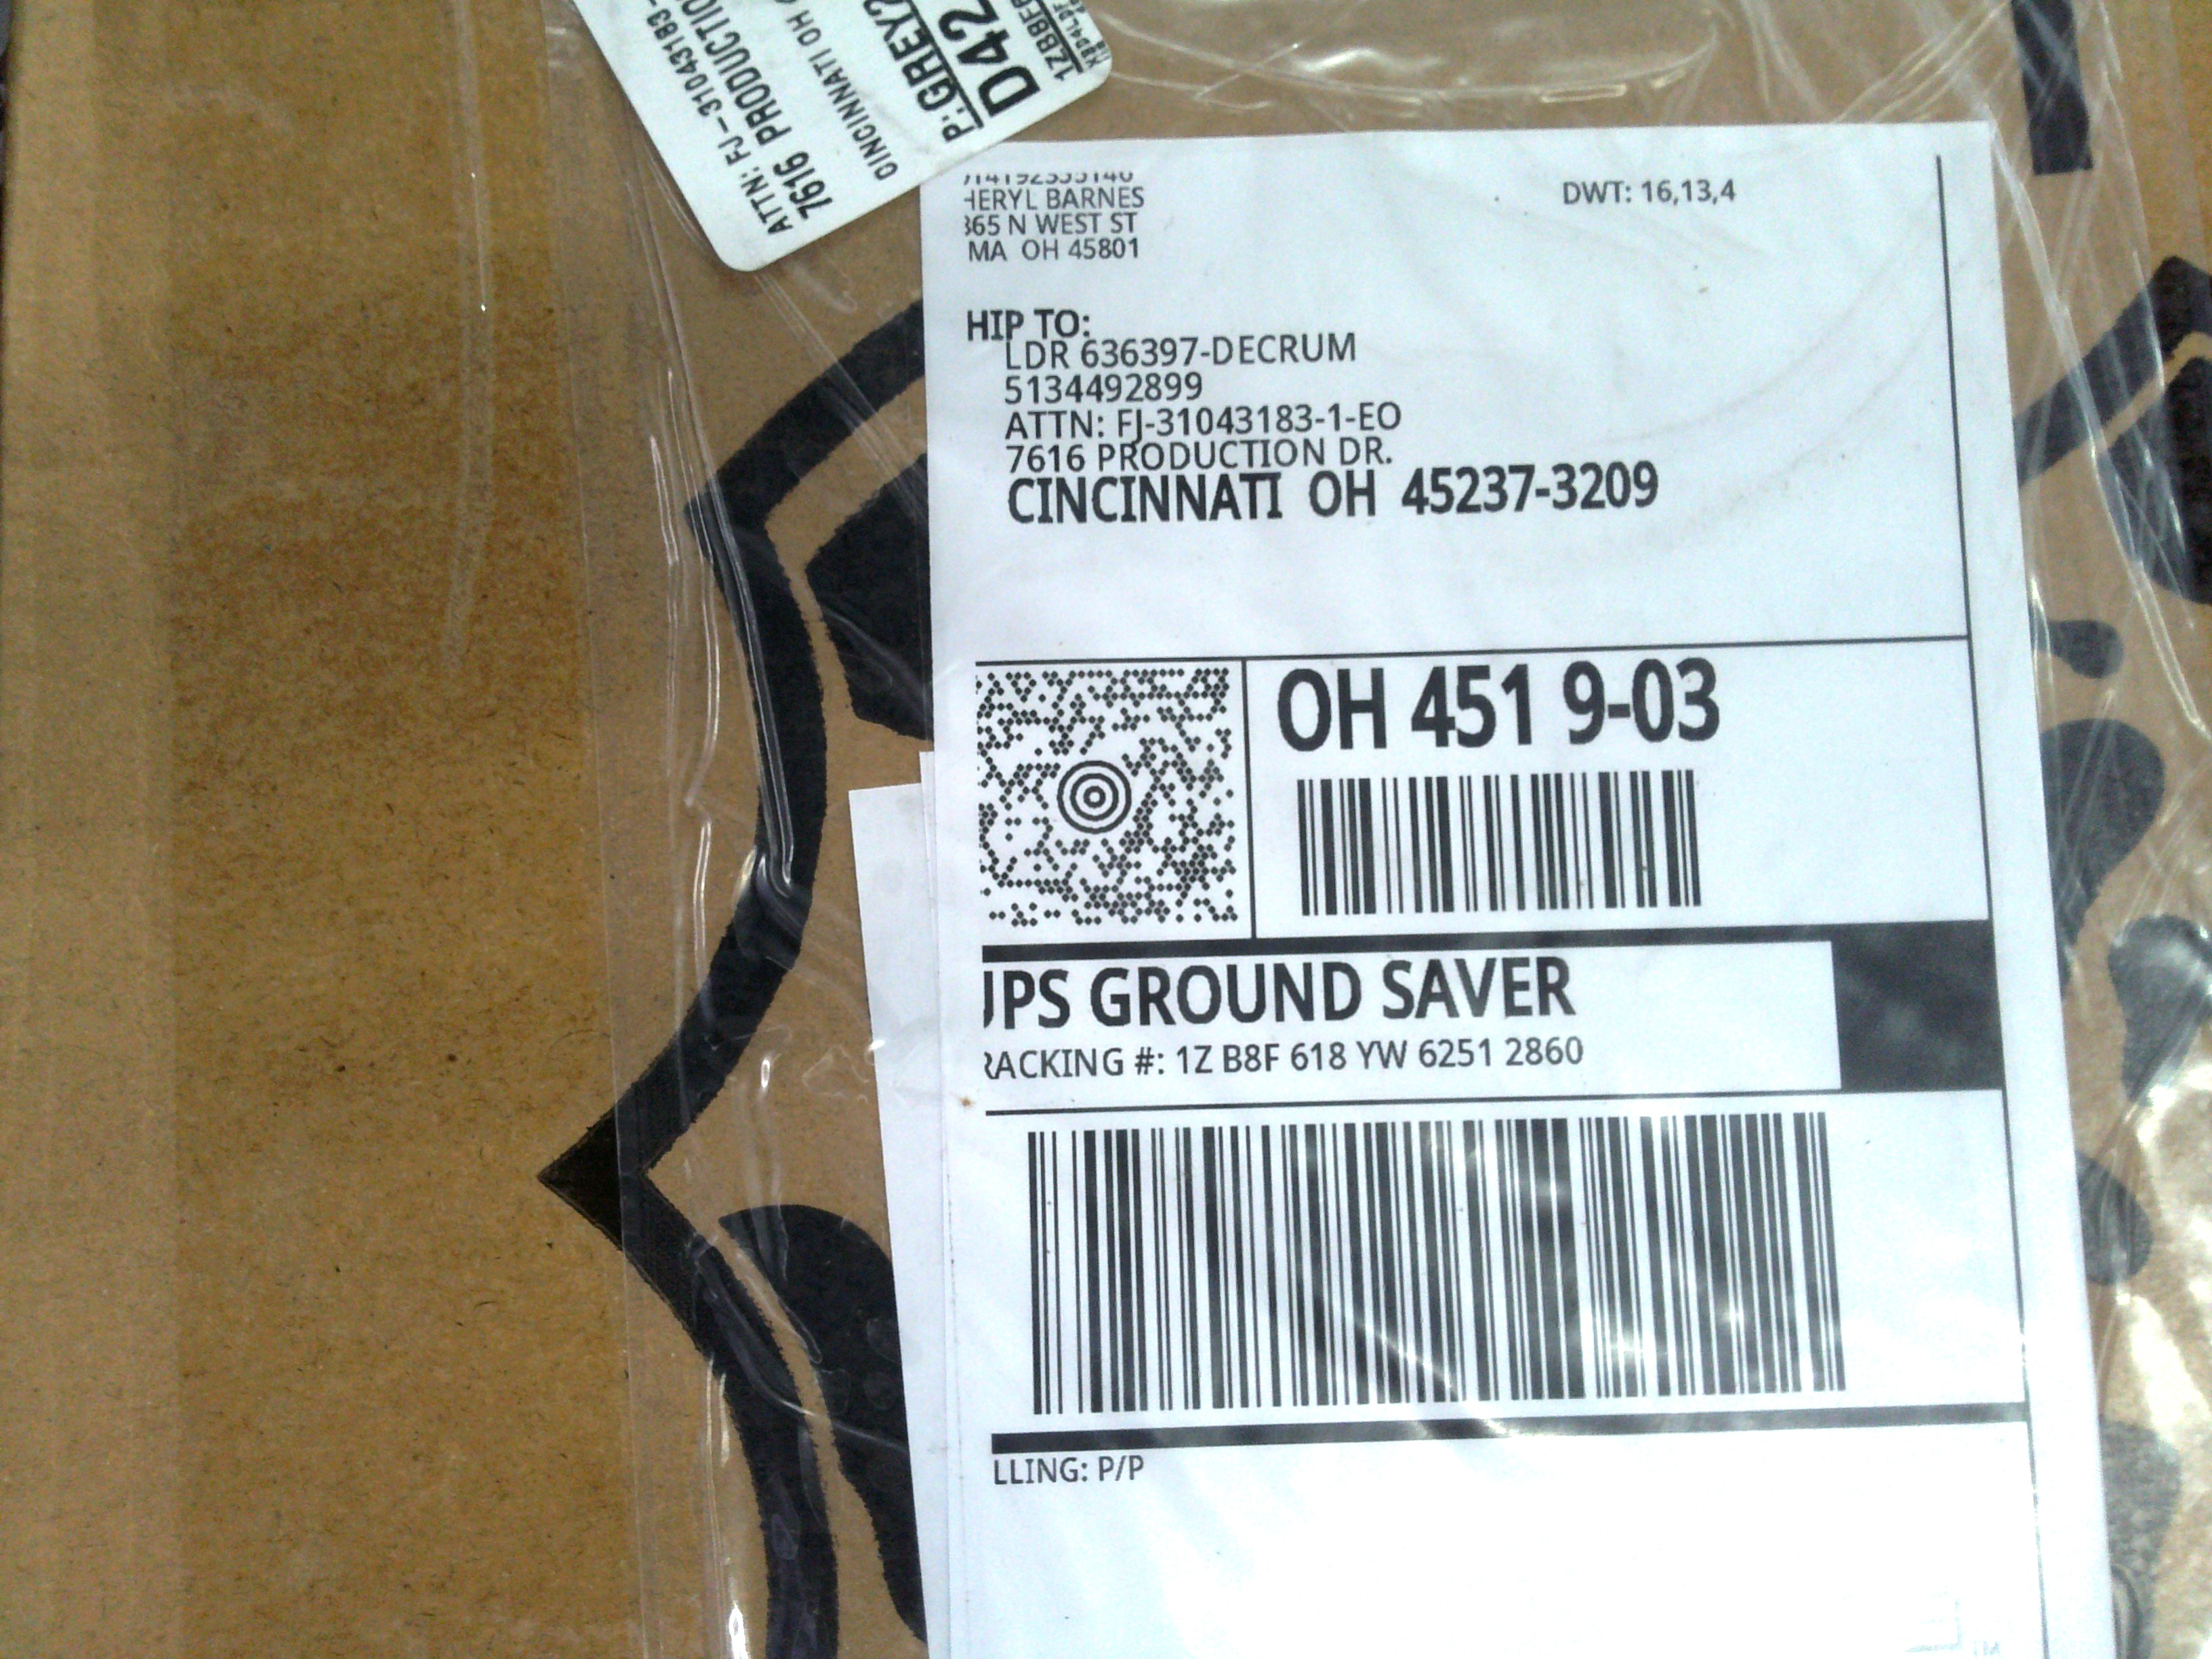 ATTN: FJ-31043183-
7616 PRODUCTIO
CINCINNATI OH
P: GREY
D42
HERYL BARNES
365 N WEST ST
MA OH 45801
DWT: 16,13,4
HIP TO:
LDR 636397-DECRUM
5134492899
ATTN: FJ-31043183-1-EO
7616 PRODUCTION DR.
CINCINNATI OH 45237-3209
OH 451 9-03
UPS GROUND SAVER
RACKING #: 1Z B8F 618 YW 6251 2860
LLING: P/P